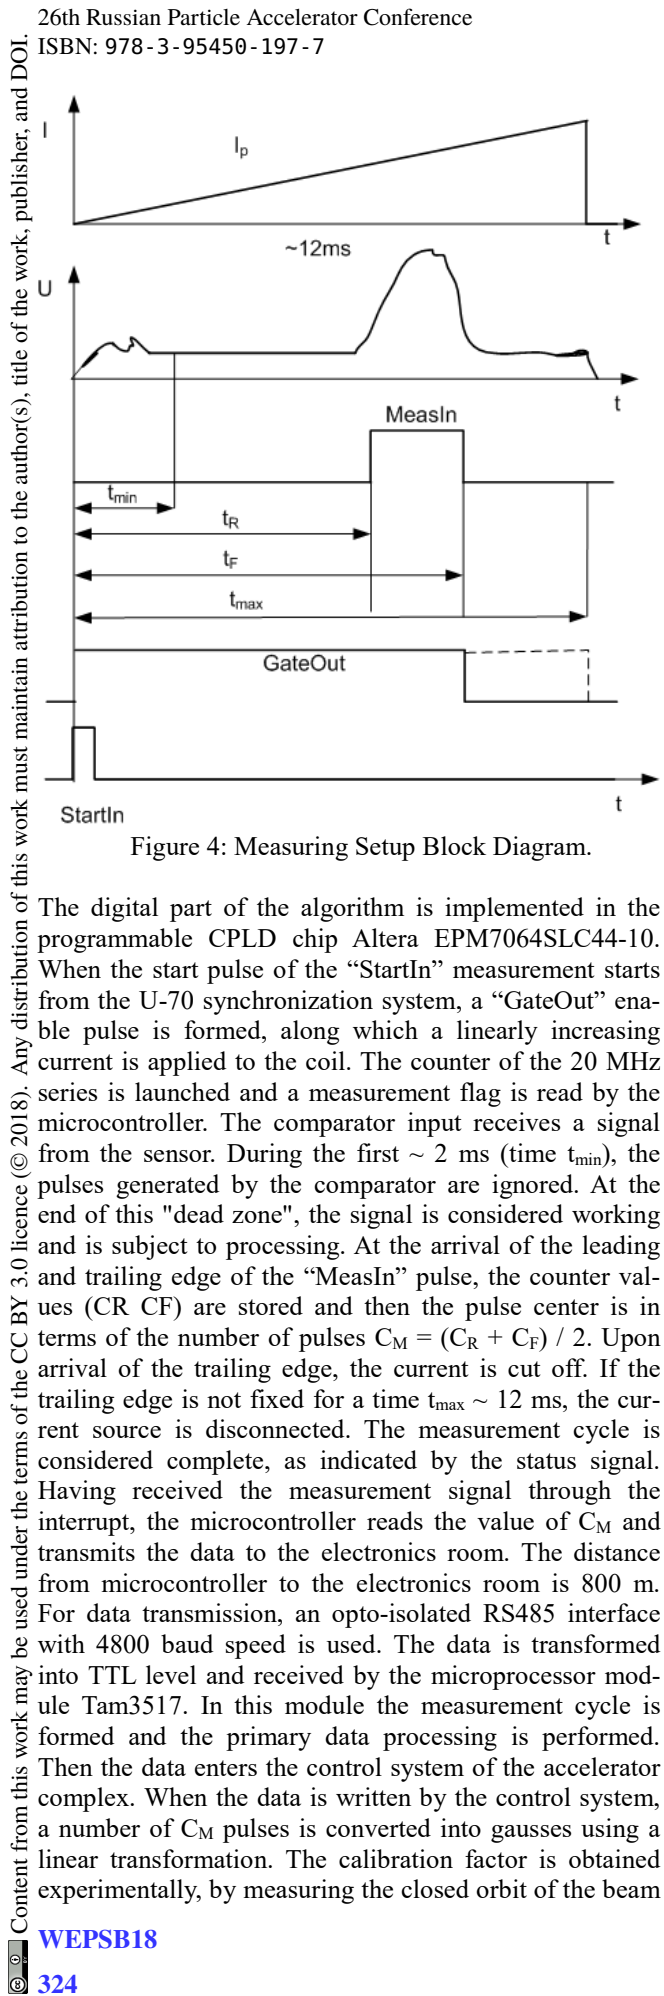 26th Russian Particle Accelerator Conference
ISBN: 978-3-95450-197-7
I
Ip
t
~12ms
U
t
MeasIn
tmin
tR
tF
tmax
GateOut
t
StartIn
Figure 4: Measuring Setup Block Diagram.
The digital part of the algorithm is implemented in the
programmable CPLD chip Altera EPM7064SLC44-10.
When the start pulse of the “StartIn” measurement starts
from the U-70 synchronization system, a “GateOut” ena-
ble pulse is formed, along which a linearly increasing
current is applied to the coil. The counter of the 20 MHz
series is launched and a measurement flag is read by the
microcontroller. The comparator input receives a signal
from the sensor. During the first ~ 2 ms (time tmin), the
pulses generated by the comparator are ignored. At the
end of this "dead zone", the signal is considered working
and is subject to processing. At the arrival of the leading
and trailing edge of the “MeasIn” pulse, the counter val-
ues (CR CF) are stored and then the pulse center is in
terms of the number of pulses CM = (CR + CF) / 2. Upon
arrival of the trailing edge, the current is cut off. If the
trailing edge is not fixed for a time tmax ~ 12 ms, the cur-
rent source is disconnected. The measurement cycle is
considered complete, as indicated by the status signal.
Having received the measurement signal through the
interrupt, the microcontroller reads the value of CM and
transmits the data to the electronics room. The distance
from microcontroller to the electronics room is 800 m.
For data transmission, an opto-isolated RS485 interface
with 4800 baud speed is used. The data is transformed
into TTL level and received by the microprocessor mod-
ule Tam3517. In this module the measurement cycle is
formed and the primary data processing is performed.
Then the data enters the control system of the accelerator
complex. When the data is written by the control system,
a number of CM pulses is converted into gausses using a
linear transformation. The calibration factor is obtained
experimentally, by measuring the closed orbit of the beam
WEPSB18
324
Content from this work may be used under the terms of the CC BY 3.0 licence (© 2018). Any distribution of this work must maintain attribution to the author(s), title of the work, publisher, and DOI.